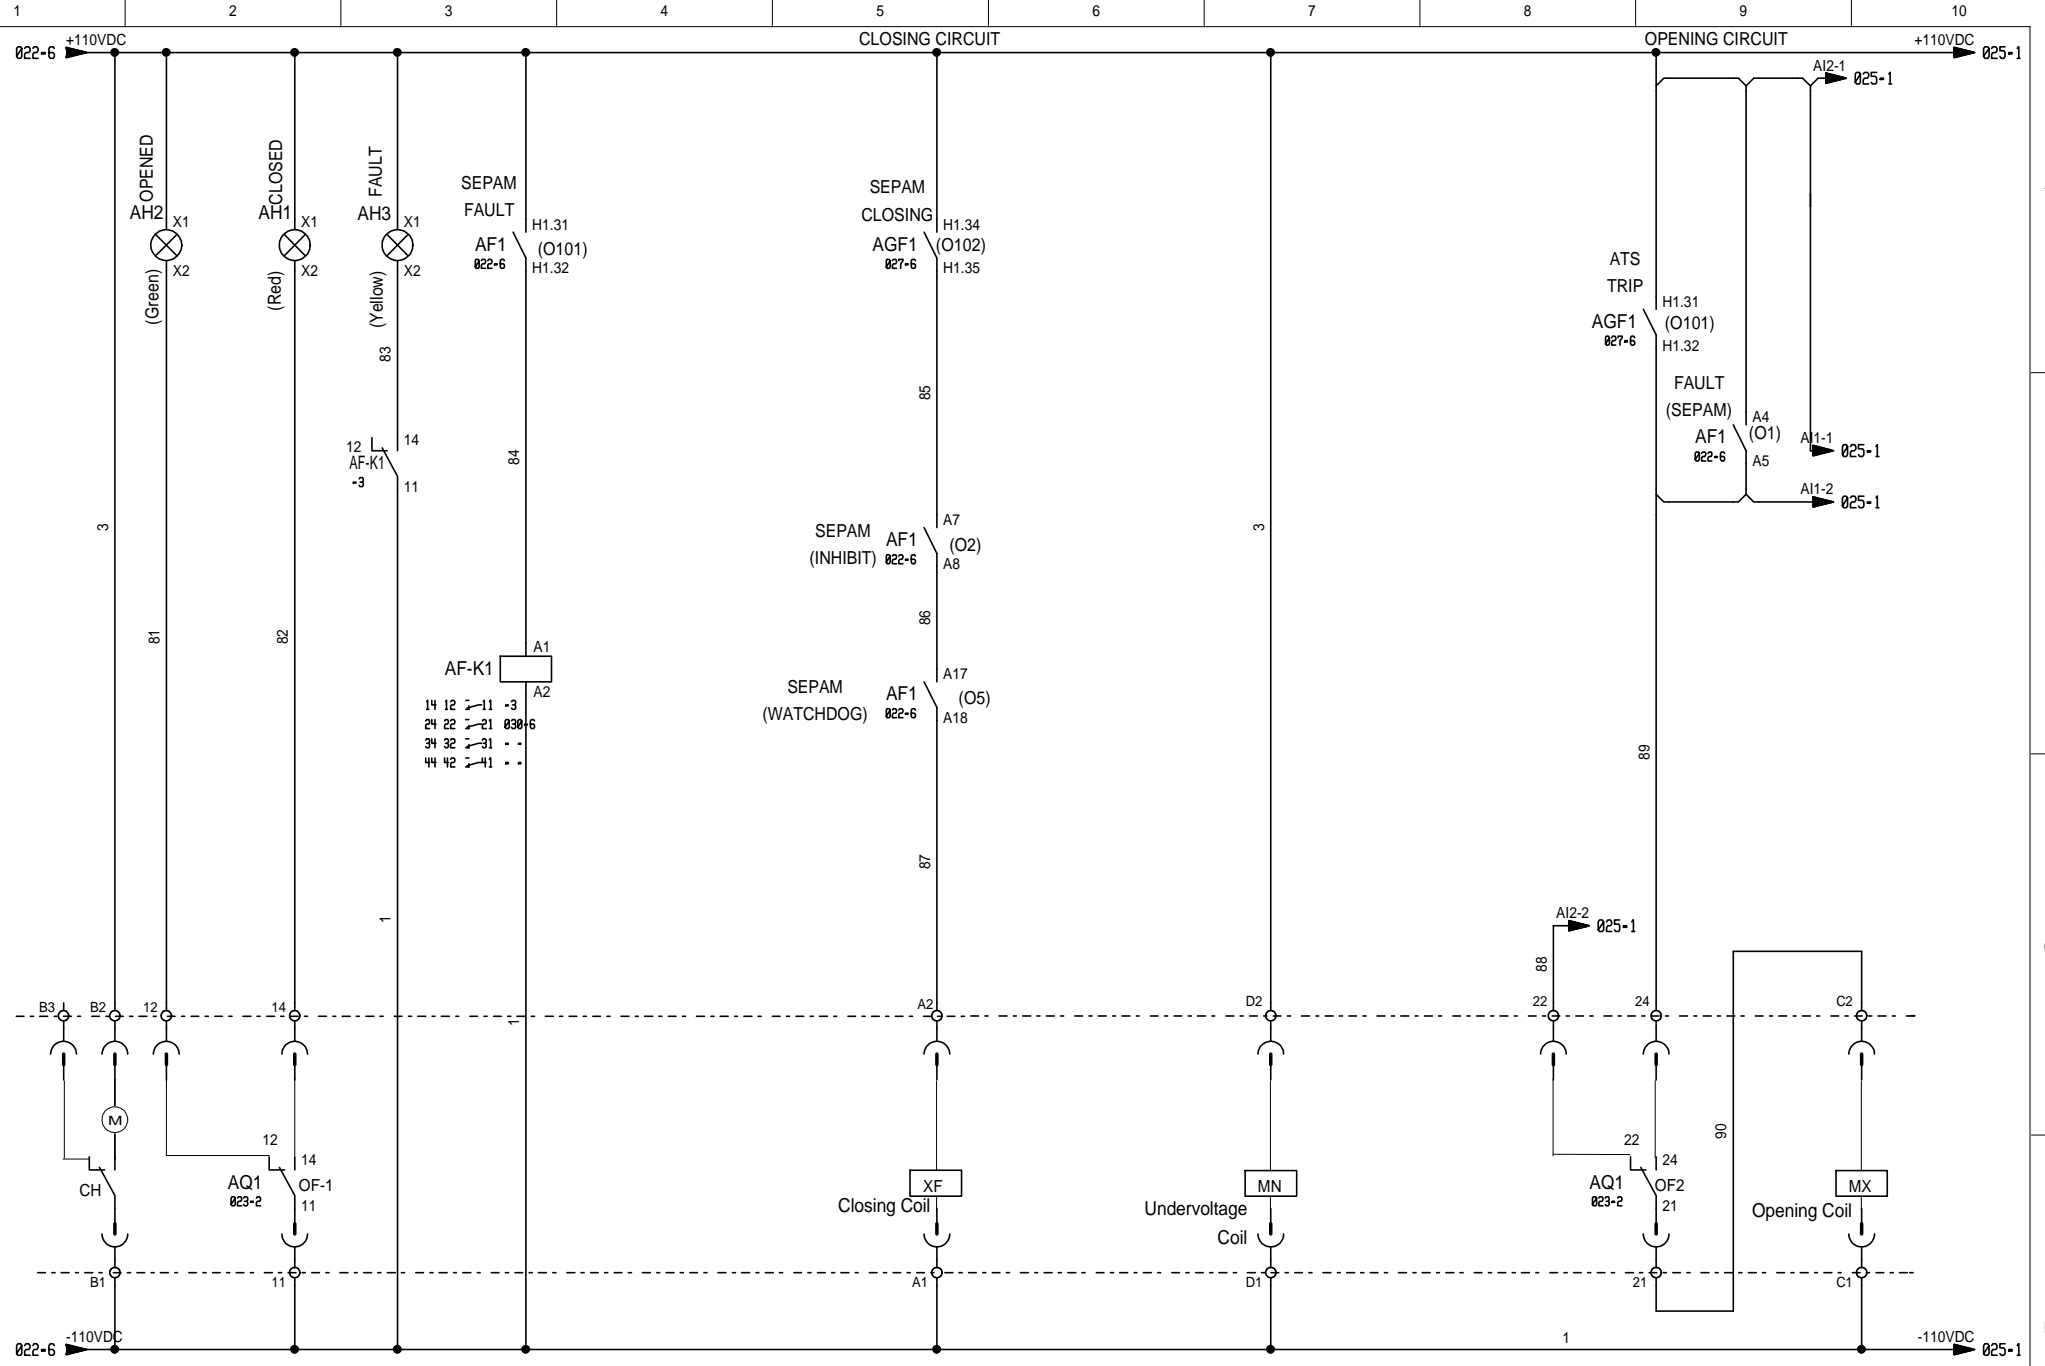 1 2 3 4 5 6 7 8 9 10
+110VDC
022-6
CLOSING CIRCUIT
OPENING CIRCUIT
+110VDC
025-1
AI2-1
025-1
OPENED
AH2
X1
X2
(Green)
CLOSED
AH1
X1
X2
(Red)
FAULT
AH3
X1
X2
(Yellow)
83
SEPAM
FAULT
H1.31
AF1
(O101)
022-6
H1.32
SEPAM
CLOSING
H1.34
AGF1
(O102)
027-6
H1.35
ATS
TRIP
H1.31
AGF1
(O101)
027-6
H1.32
FAULT
(SEPAM)
A4
(O1)
AF1
022-6
A5
AI1-1
025-1
AI1-2
025-1
12
14
AF-K1
-3
11
84
85
3
3
SEPAM
(INHIBIT)
A7
AF1
(O2)
022-6
A8
81
82
86
A1
AF-K1
A2
14 12 11 -3
24 22 21 030-6
34 32 31 - -
44 42 41 - -
SEPAM
(WATCHDOG)
A17
AF1
(O5)
022-6
A18
89
87
1
AI2-2
025-1
88
B3
B2
12
14
1
A2
D2
22
24
C2
M
CH
12
14
AQ1
OF-1
023-2
11
XF
Closing Coil
MN
Undervoltage
Coil
22
24
AQ1
OF2
023-2
21
90
MX
Opening Coil
B1
11
A1
D1
21
C1
-110VDC
022-6
1
-110VDC
025-1